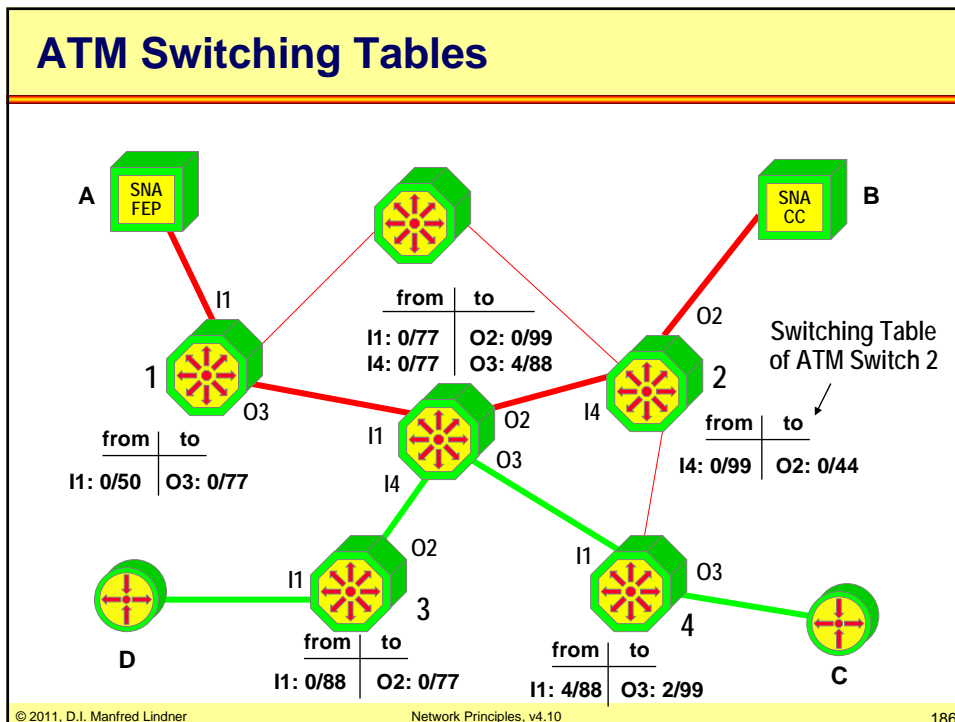 ATM Switching Tables
A
SNA
FEP
SNA
CC
B
I1
from to
I1: 0/77 O2: 0/99
I4: 0/77 O3: 4/88
O2
Switching Table
of ATM Switch 2
1
2
O3
I1
O2
I4
from to
I4: 0/99 O2: 0/44
from to
I1: 0/50 O3: 0/77
O3
I4
O2
I1
I1
O3
3
4
D
C
from to
I1: 0/88 O2: 0/77
from to
I1: 4/88 O3: 2/99
© 2011, D.I. Manfred Lindner
Network Principles, v4.10
186